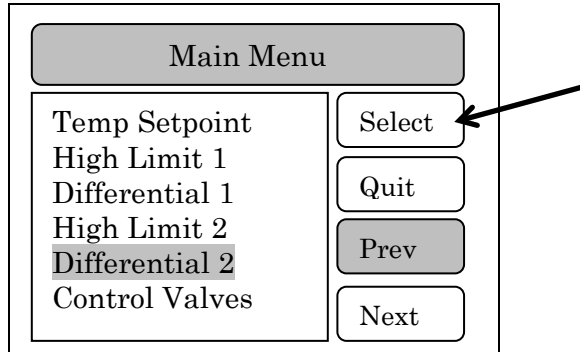 Main Menu
Temp Setpoint
High Limit 1
Differential 1
High Limit 2
Differential 2
Control Valves
Select
Quit
Prev
Next